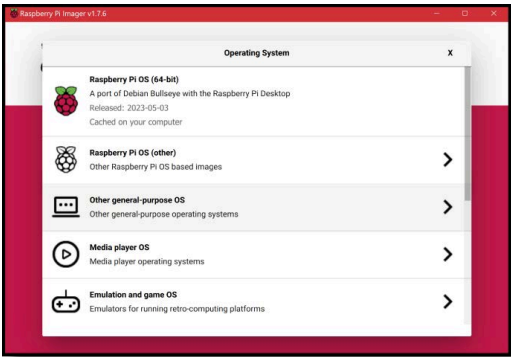 Raspberry Pi Imager v1.7.6
Operating System
X
Raspberry Pi OS (64-bit)
A port of Debian Bullseye with the Raspberry Pi Desktop
Released: 2023-05-03
Cached on your computer
Raspberry Pi OS (other)
Other Raspberry Pi OS based images
Other general-purpose OS
Other general-purpose operating systems
Media player OS
Media player operating systems
Emulation and game OS
Emulators for running retro-computing platforms